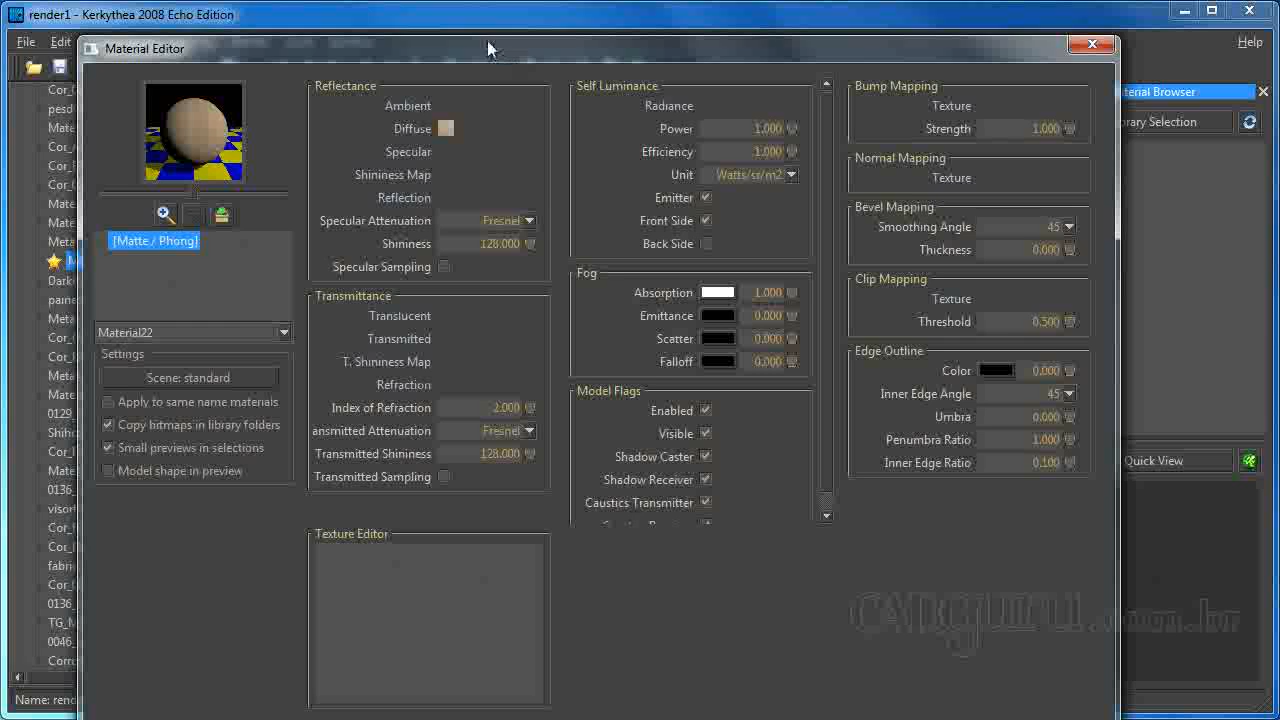 render1 - Kerkythea 2008 Echo Edition
File
Edit
Help
Material Editor
Reflectance
Ambient
Diffuse
Specular
Shininess Map
Reflection
Specular Attenuation Fresnel
Shininess 128.000
Specular Sampling
Transmittance
Translucent
Transmitted
T. Shininess Map
Refraction
Index of Refraction 2.000
ansmitted Attenuation Fresnel
Transmitted Shininess 128.000
Transmitted Sampling
Texture Editor
Self Luminance
Radiance
Power 1.000
Efficiency 1.000
Unit Watts/sr/m2
Emitter
Front Side
Back Side
Fog
Absorption 1.000
Emittance 0.000
Scatter 0.000
Falloff 0.000
Model Flags
Enabled
Visible
Shadow Caster
Shadow Receiver
Caustics Transmitter
Bump Mapping
Texture
Strength 1.000
Normal Mapping
Texture
Bevel Mapping
Smoothing Angle 45
Thickness 0.000
Clip Mapping
Texture
Threshold 0.500
Edge Outline
Color 0.000
Inner Edge Angle 45
Umbra 0.000
Penumbra Ratio 1.000
Inner Edge Ratio 0.100
[Matte / Phong]
Material22
Settings
Scene: standard
Apply to same name materials
Copy bitmaps in library folders
Small previews in selections
Model shape in preview
Cor_
pesd
Mate
Cor_
Cor_
Cor_
Mate
Mate
Meta
M
Dark
paine
Mate
Cor_
Cor_
Meta
Mate
0129
Shiho
Cor_
Mate
0136_
visor
Cor_
Cor_
fabri
Cor_
0136_
TG_M
0046_
Corr
Name: rend
terial Browser
brary Selection
Quick View
CADguru.com.br